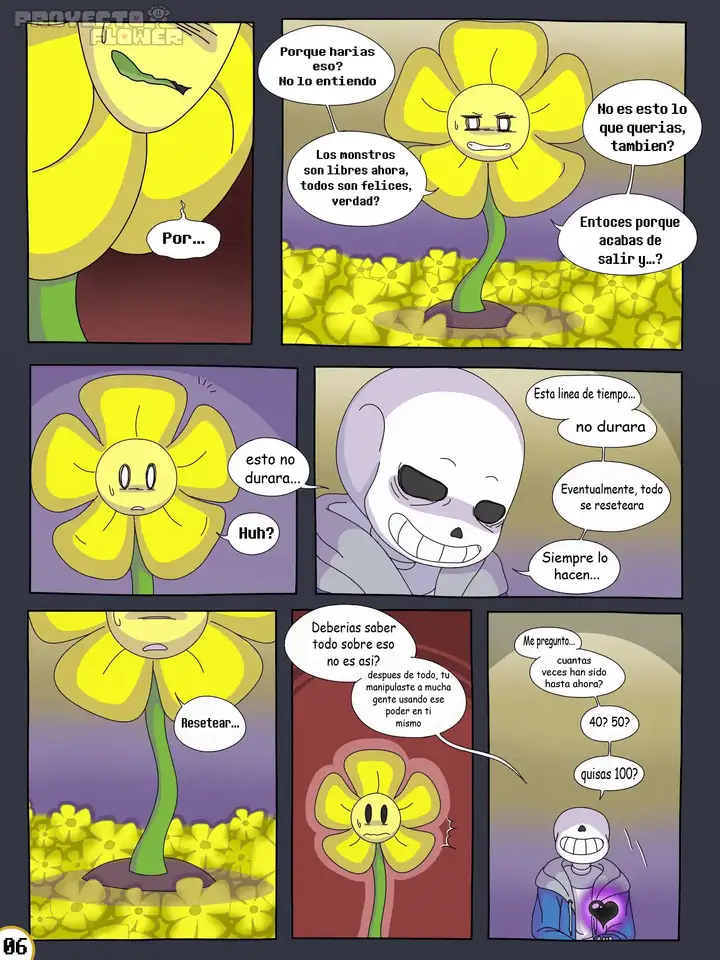 PROYECTO
FLOWER
Por...
Porque harias
eso?
No lo entiendo
Los monstros
son libres ahora,
todos son felices,
verdad?
No es esto lo
que querias,
tambien?
Entoces porque
acabas de
salir y...?
esto no
durara...
Huh?
Esta linea de tiempo...
no durara
Eventualmente, todo
se reseteara
Siempre lo
hacen...
Resetear...
Deberias saber
todo sobre eso
no es asi?
despues de todo, tu
manipulaste a mucha
gente usando ese
poder en ti
mismo
Me pregunto...
cuantas
veces han sido
hasta ahora?
40? 50?
quisas 100?
06